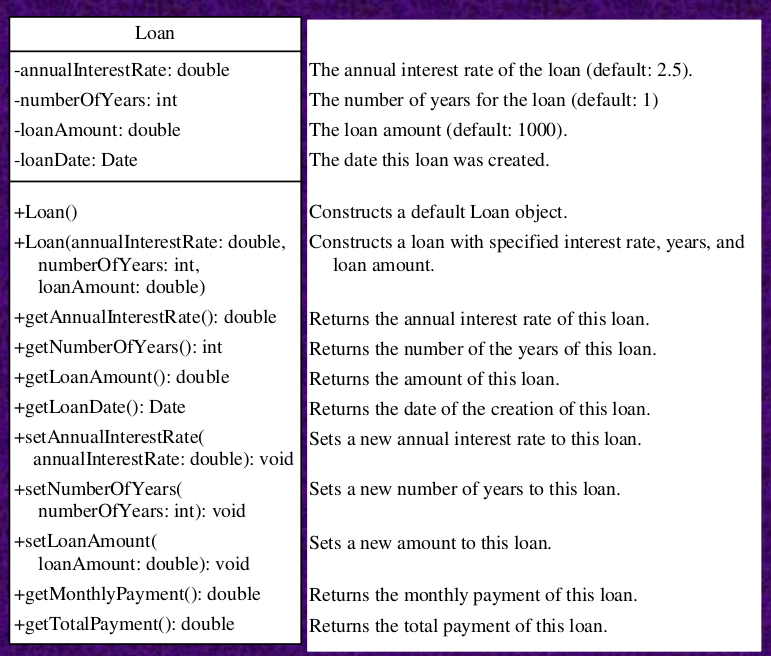 Loan
-annualInterestRate: double
The annual interest rate of the loan (default: 2.5).
-numberOfYears: int
The number of years for the loan (default: 1)
-loanAmount: double
The loan amount (default: 1000).
-loanDate: Date
The date this loan was created.
+Loan()
Constructs a default Loan object.
+Loan(annualInterestRate: double,
numberOfYears: int,
loanAmount: double)
Constructs a loan with specified interest rate, years, and
loan amount.
+getAnnualInterestRate(): double
Returns the annual interest rate of this loan.
+getNumberOfYears(): int
Returns the number of the years of this loan.
+getLoanAmount(): double
Returns the amount of this loan.
+getLoanDate(): Date
Returns the date of the creation of this loan.
+setAnnualInterestRate(
annualInterestRate: double): void
Sets a new annual interest rate to this loan.
+setNumberOfYears(
numberOfYears: int): void
Sets a new number of years to this loan.
+setLoanAmount(
loanAmount: double): void
Sets a new amount to this loan.
+getMonthlyPayment(): double
Returns the monthly payment of this loan.
+getTotalPayment(): double
Returns the total payment of this loan.